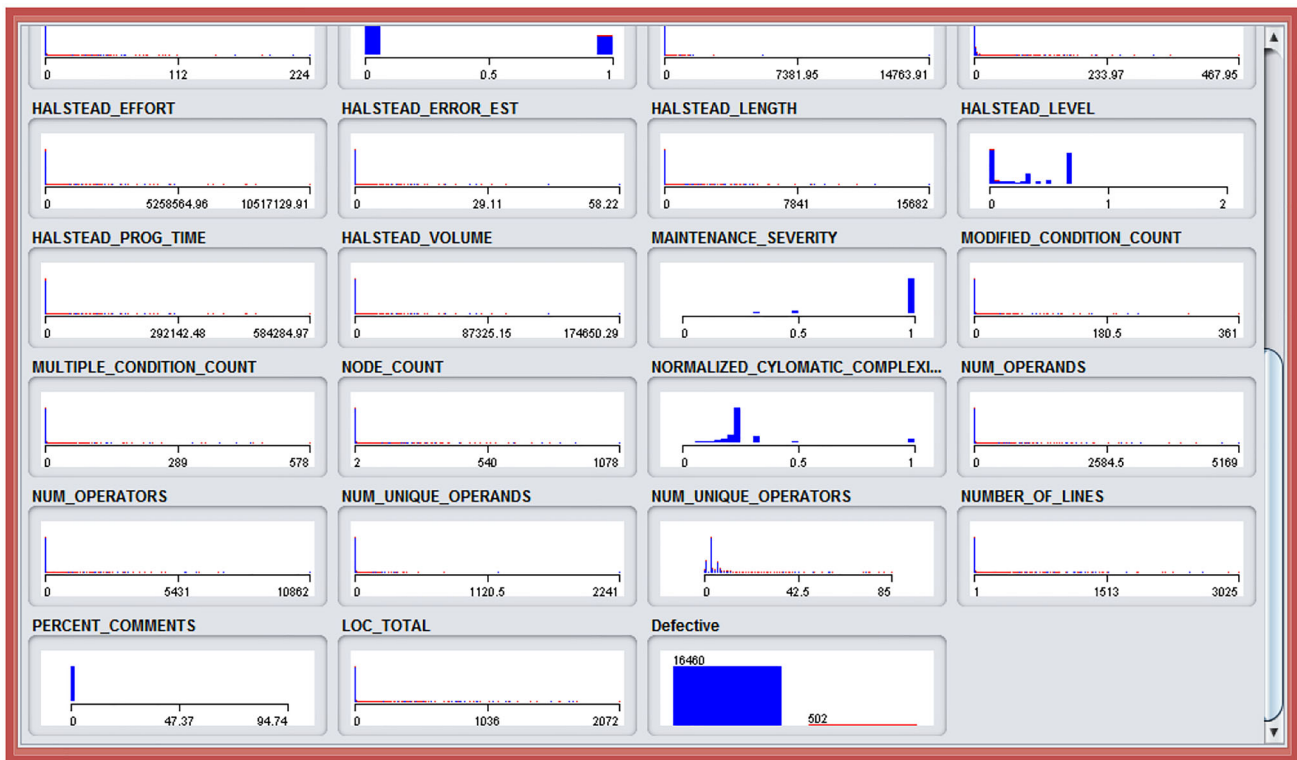 0 112 224
0 0.5 1
0 7381.95 14763.91
0 233.97 467.95
HALSTEAD_EFFORT
0 5258564.96 10517129.91
HALSTEAD_ERROR_EST
0 29.11 58.22
HALSTEAD_LENGTH
0 7841 15682
HALSTEAD_LEVEL
0 1 2
HALSTEAD_PROG_TIME
0 292142.48 584284.97
HALSTEAD_VOLUME
0 87325.15 174650.29
MAINTENANCE_SEVERITY
0 0.5 1
MODIFIED_CONDITION_COUNT
0 180.5 361
MULTIPLE_CONDITION_COUNT
0 289 578
NODE_COUNT
2 540 1078
NORMALIZED_CYLOMATIC_COMPLEXI...
0 0.5 1
NUM_OPERANDS
0 2584.5 5169
NUM_OPERATORS
0 5431 10862
NUM_UNIQUE_OPERANDS
0 1120.5 2241
NUM_UNIQUE_OPERATORS
0 42.5 85
NUMBER_OF_LINES
1 1513 3025
PERCENT_COMMENTS
0 47.37 94.74
LOC_TOTAL
0 1036 2072
Defective
16460
502